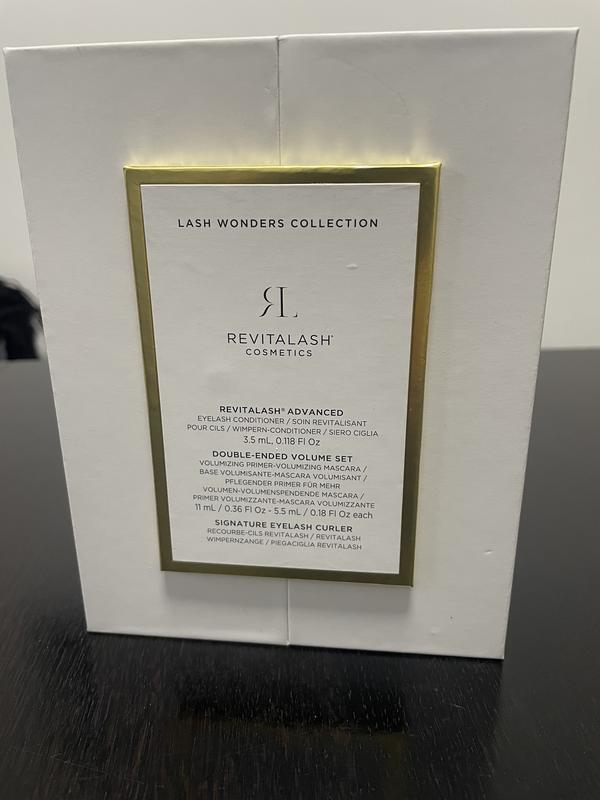 LASH WONDERS COLLECTION
RL
REVITALASH®
COSMETICS
REVITALASH® ADVANCED
EYELASH CONDITIONER / SOIN REVITALISANT
POUR CILS / WIMPERN-CONDITIONER / SIERO CIGLIA
3.5 mL, 0.118 Fl Oz
DOUBLE-ENDED VOLUME SET
VOLUMIZING PRIMER-VOLUMIZING MASCARA /
BASE VOLUMISANTE-MASCARA VOLUMISANT /
PFLEGENDER PRIMER FÜR MEHR
VOLUMEN-VOLUMENSPENDENDE MASCARA /
PRIMER VOLUMIZZANTE-MASCARA VOLUMIZZANTE
11 mL / 0.36 Fl Oz - 5.5 mL / 0.18 Fl Oz each
SIGNATURE EYELASH CURLER
RECOURBE-CILS REVITALASH / REVITALASH
WIMPERNZANGE / PIEGACIGLIA REVITALASH